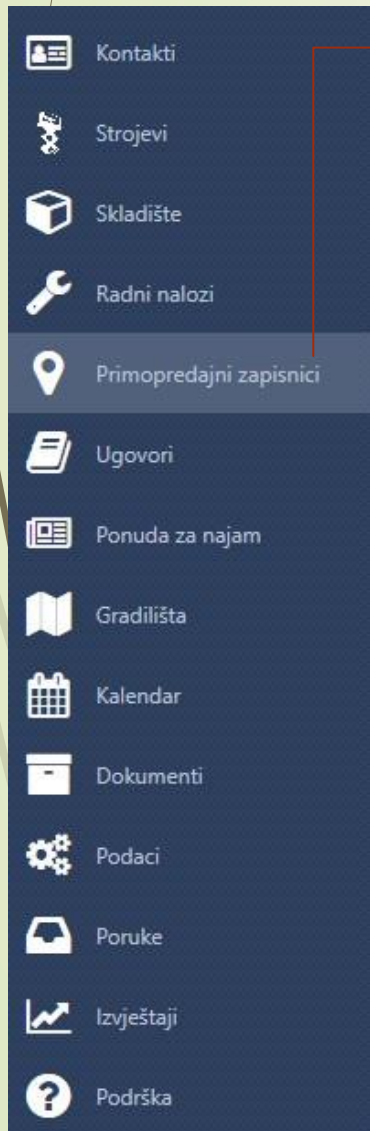 Kontakti
Strojevi
Skladište
Radni nalozi
Primopredajni zapisnici
Ugovori
Ponuda za najam
Gradilišta
Kalendar
Dokumenti
Podaci
Poruke
Izvještaji
Podrška